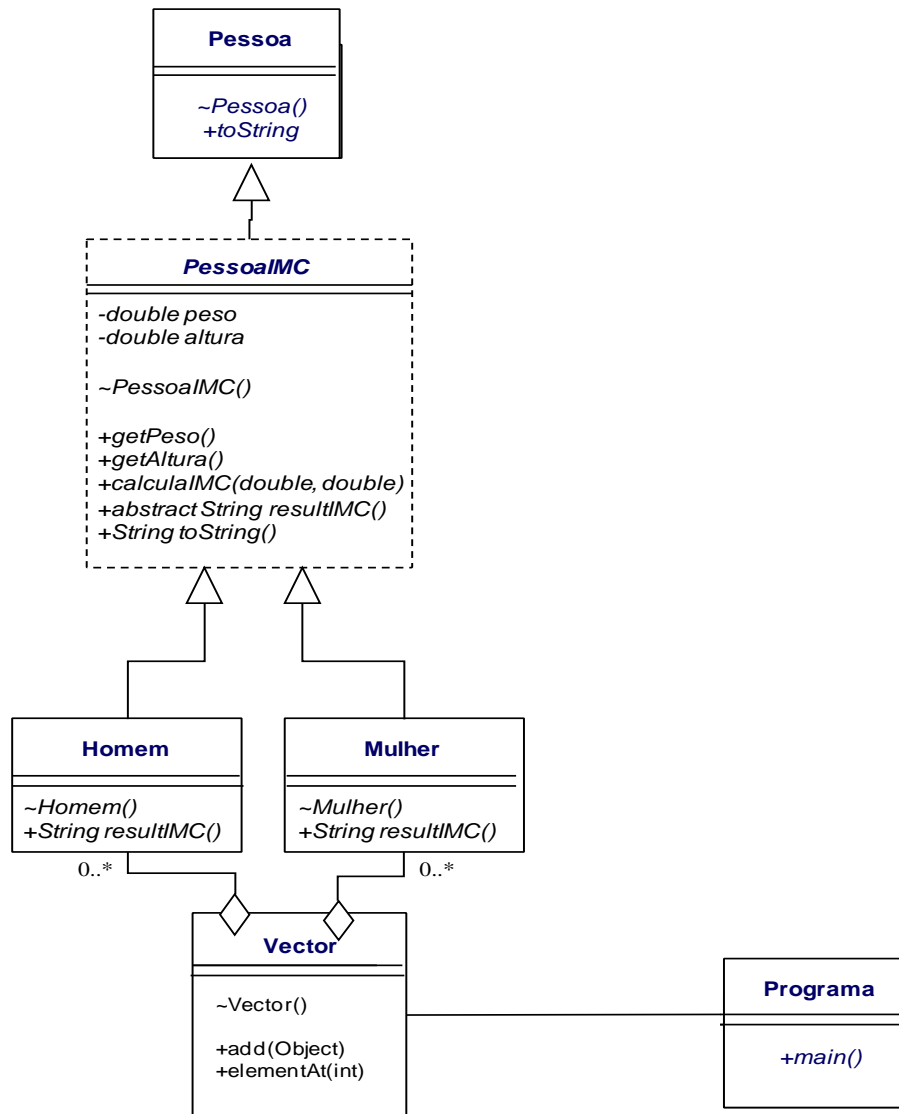 Pessoa
~Pessoa()
+toString
PessoaIMC
-double peso
-double altura
~PessoaIMC()
+getPeso()
+getAltura()
+calculaIMC(double, double)
+abstract String resultIMC()
+String toString()
Homem
~Homem()
+String resultIMC()
Mulher
~Mulher()
+String resultIMC()
0..*
0..*
Vector
~Vector()
+add(Object)
+elementAt(int)
Programa
+main()